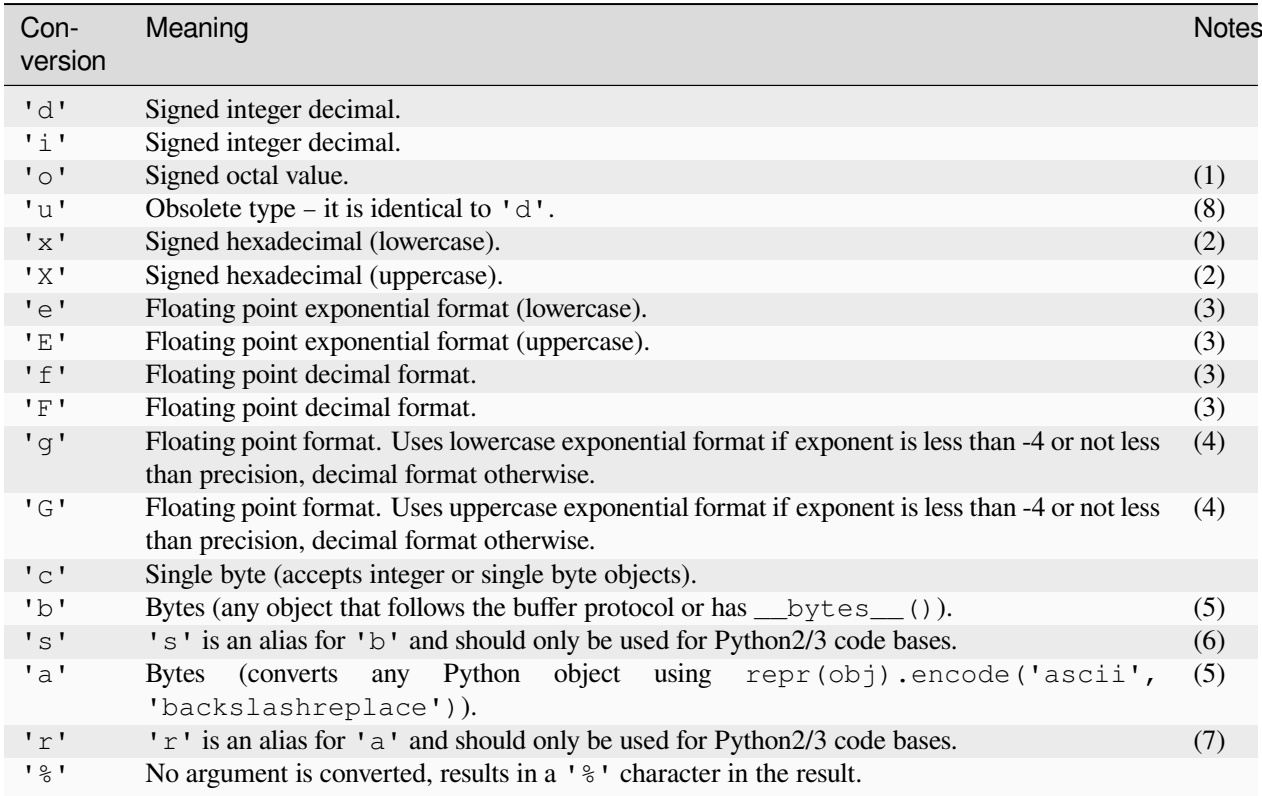 Con- Meaning Notes
version
'd' Signed integer decimal.
'i' Signed integer decimal.
'o' Signed octal value. (1)
'u' Obsolete type – it is identical to 'd'. (8)
'x' Signed hexadecimal (lowercase). (2)
'X' Signed hexadecimal (uppercase). (2)
'e' Floating point exponential format (lowercase). (3)
'E' Floating point exponential format (uppercase). (3)
'f' Floating point decimal format. (3)
'F' Floating point decimal format. (3)
'g' Floating point format. Uses lowercase exponential format if exponent is less than -4 or not less (4)
than precision, decimal format otherwise.
'G' Floating point format. Uses uppercase exponential format if exponent is less than -4 or not less (4)
than precision, decimal format otherwise.
'c' Single byte (accepts integer or single byte objects).
'b' Bytes (any object that follows the buffer protocol or has __bytes__()). (5)
's' 's' is an alias for 'b' and should only be used for Python2/3 code bases. (6)
'a' Bytes (converts any Python object using repr(obj).encode('ascii', (5)
'backslashreplace')).
'r' 'r' is an alias for 'a' and should only be used for Python2/3 code bases. (7)
'%' No argument is converted, results in a '%' character in the result.